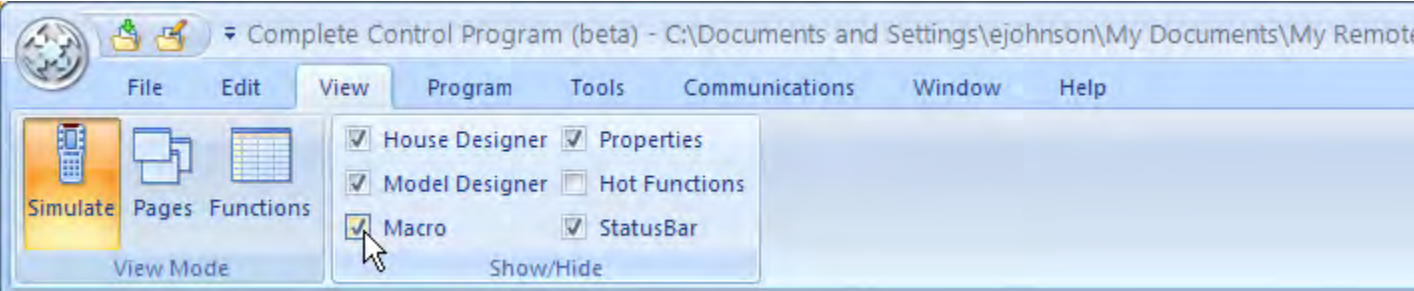 Complete Control Program (beta) - C:\Documents and Settings\ejohnson\My Documents\My Remote
File Edit View Program Tools Communications Window Help
House Designer Properties
Model Designer Hot Functions
Simulate Pages Functions
Macro StatusBar
View Mode Show/Hide